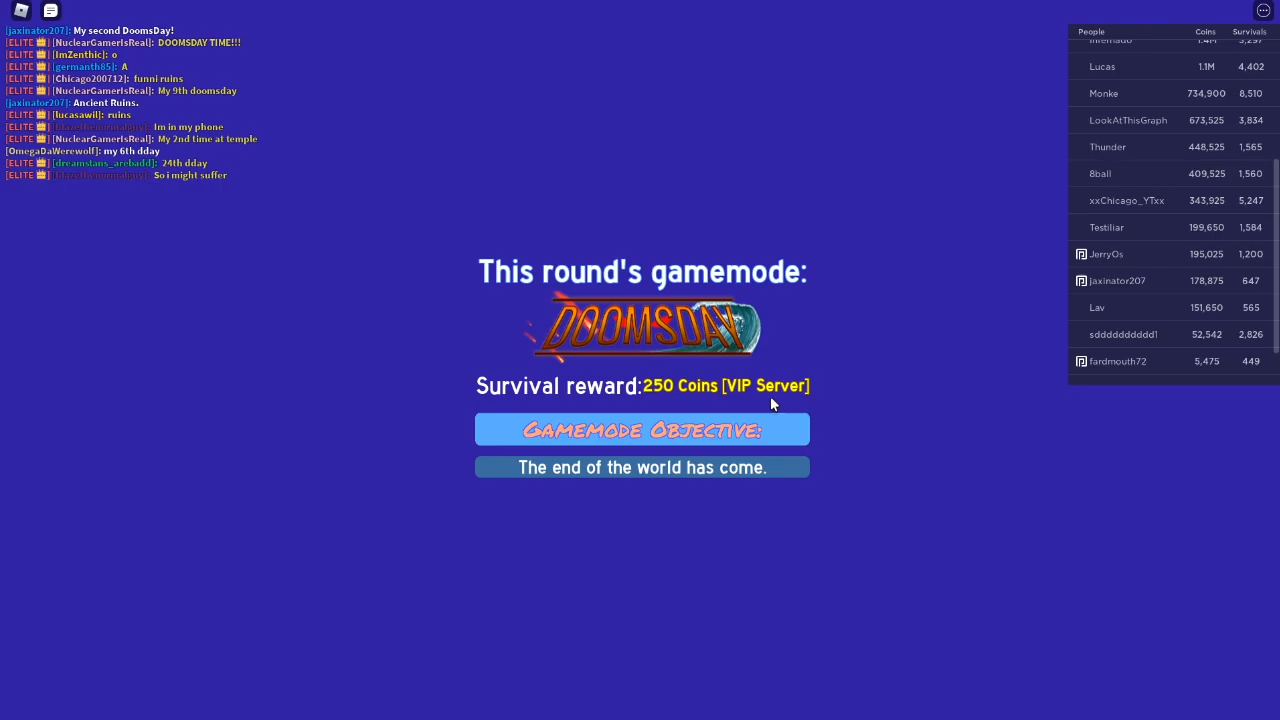 [jaxinator207]: My second DoomsDay!
[ELITE] [NuclearGamerIsReal]: DOOMSDAY TIME!!!
[ELITE] [ImZenthic]: o
[ELITE] [germanth85]: A
[ELITE] [Chicago200712]: funni ruins
[ELITE] [NuclearGamerIsReal]: My 9th doomsday
[jaxinator207]: Ancient Ruins.
[ELITE] [lucasawil]: ruins
[ELITE] Im in my phone
[ELITE] [NuclearGamerIsReal]: My 2nd time at temple
[OmegaDaWerewolf]: my 6th dday
[ELITE] [dreamstans_arebadd]: 24th dday
[ELITE] So i might suffer
This round's gamemode:
DOOMSDAY
Survival reward:250 Coins [VIP Server]
GAMEMODE OBJECTIVE:
The end of the world has come.
People Coins Survivals
Infernado 1.4M 3,297
Lucas 1.1M 4,402
Monke 734,900 8,510
LookAtThisGraph 673,525 3,834
Thunder 448,525 1,565
8ball 409,525 1,560
xxChicago_YTxx 343,925 5,247
Testiliar 199,650 1,584
JerryOs 195,025 1,200
jaxinator207 178,875 647
Lav 151,650 565
sdddddddddd1 52,542 2,826
fardmouth72 5,475 449